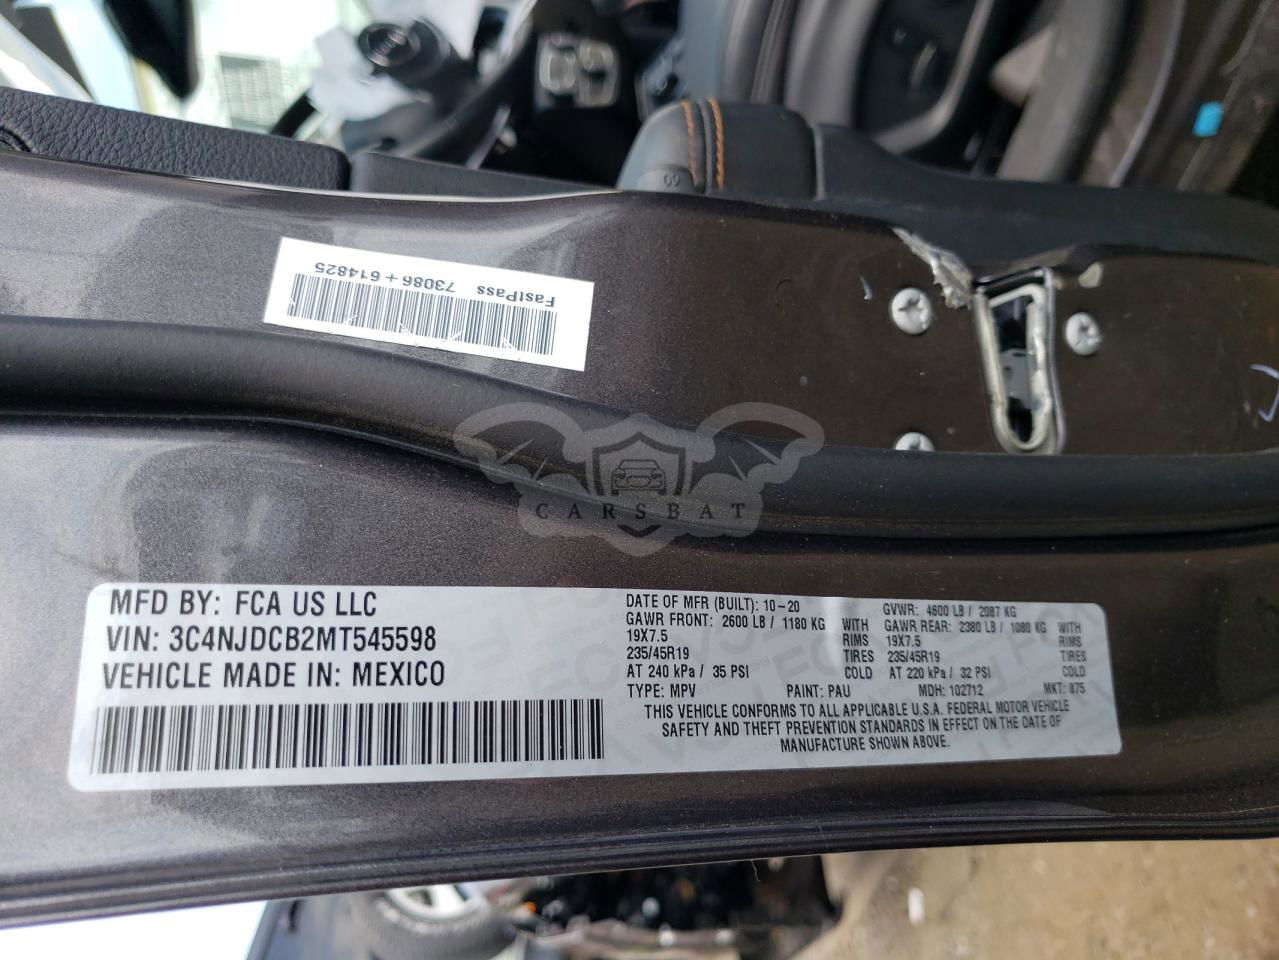 FastPass 73086 + 614825
60
CARSBAT
MFD BY: FCA US LLC
VIN: 3C4NJDCB2MT545598
VEHICLE MADE IN: MEXICO
DATE OF MFR (BUILT): 10-20 GVWR: 4600 LB / 2087 KG
GAWR FRONT: 2600 LB / 1180 KG WITH GAWR REAR: 2380 LB / 1080 KG WITH
19X7.5 RIMS 19X7.5 RIMS
235/45R19 TIRES 235/45R19 TIRES
AT 240 kPa / 35 PSI COLD AT 220 kPa / 32 PSI COLD
TYPE: MPV PAINT: PAU MDH: 102712 MKT: 875
THIS VEHICLE CONFORMS TO ALL APPLICABLE U.S.A. FEDERAL MOTOR VEHICLE
SAFETY AND THEFT PREVENTION STANDARDS IN EFFECT ON THE DATE OF
MANUFACTURE SHOWN ABOVE.